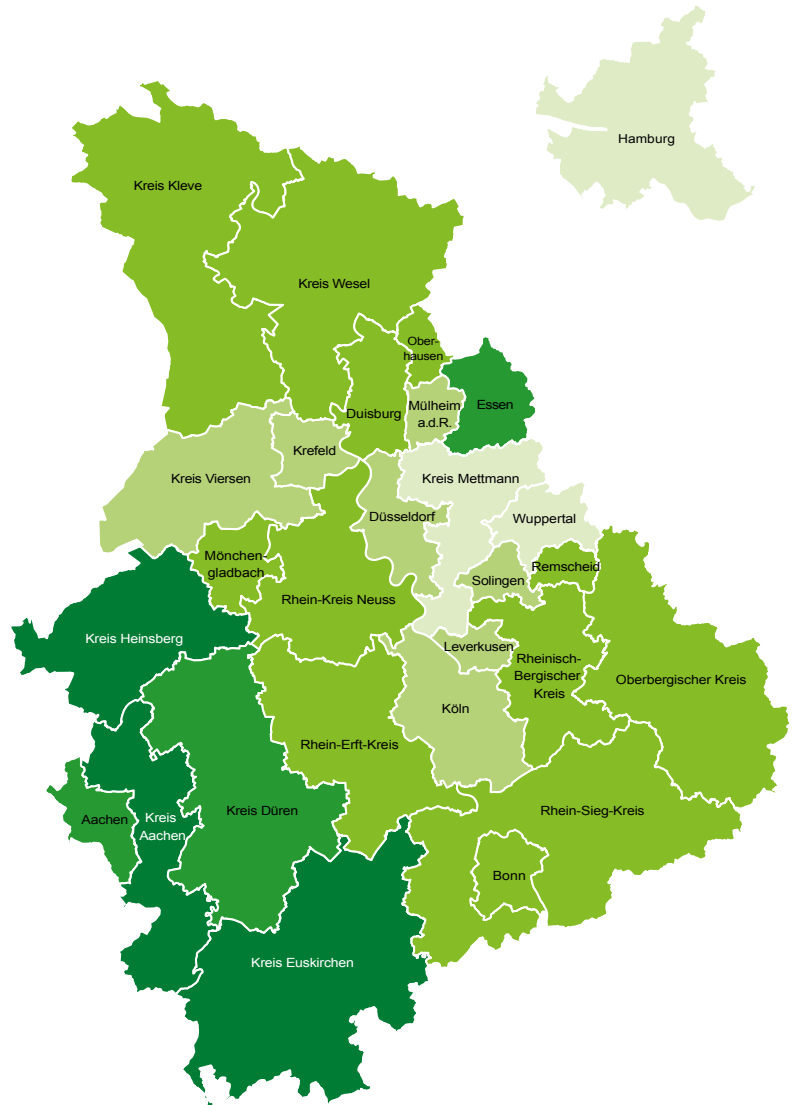 Hamburg
Kreis Kleve
Kreis Wesel
Ober-
hausen
Duisburg
Mülheim
a.d.R.
Essen
Krefeld
Kreis Viersen
Kreis Mettmann
Düsseldorf
Wuppertal
Mönchen-
gladbach
Remscheid
Solingen
Rhein-Kreis Neuss
Kreis Heinsberg
Leverkusen
Rheinisch-
Bergischer
Kreis
Oberbergischer Kreis
Köln
Rhein-Erft-Kreis
Kreis Düren
Rhein-Sieg-Kreis
Aachen
Kreis
Aachen
Bonn
Kreis Euskirchen